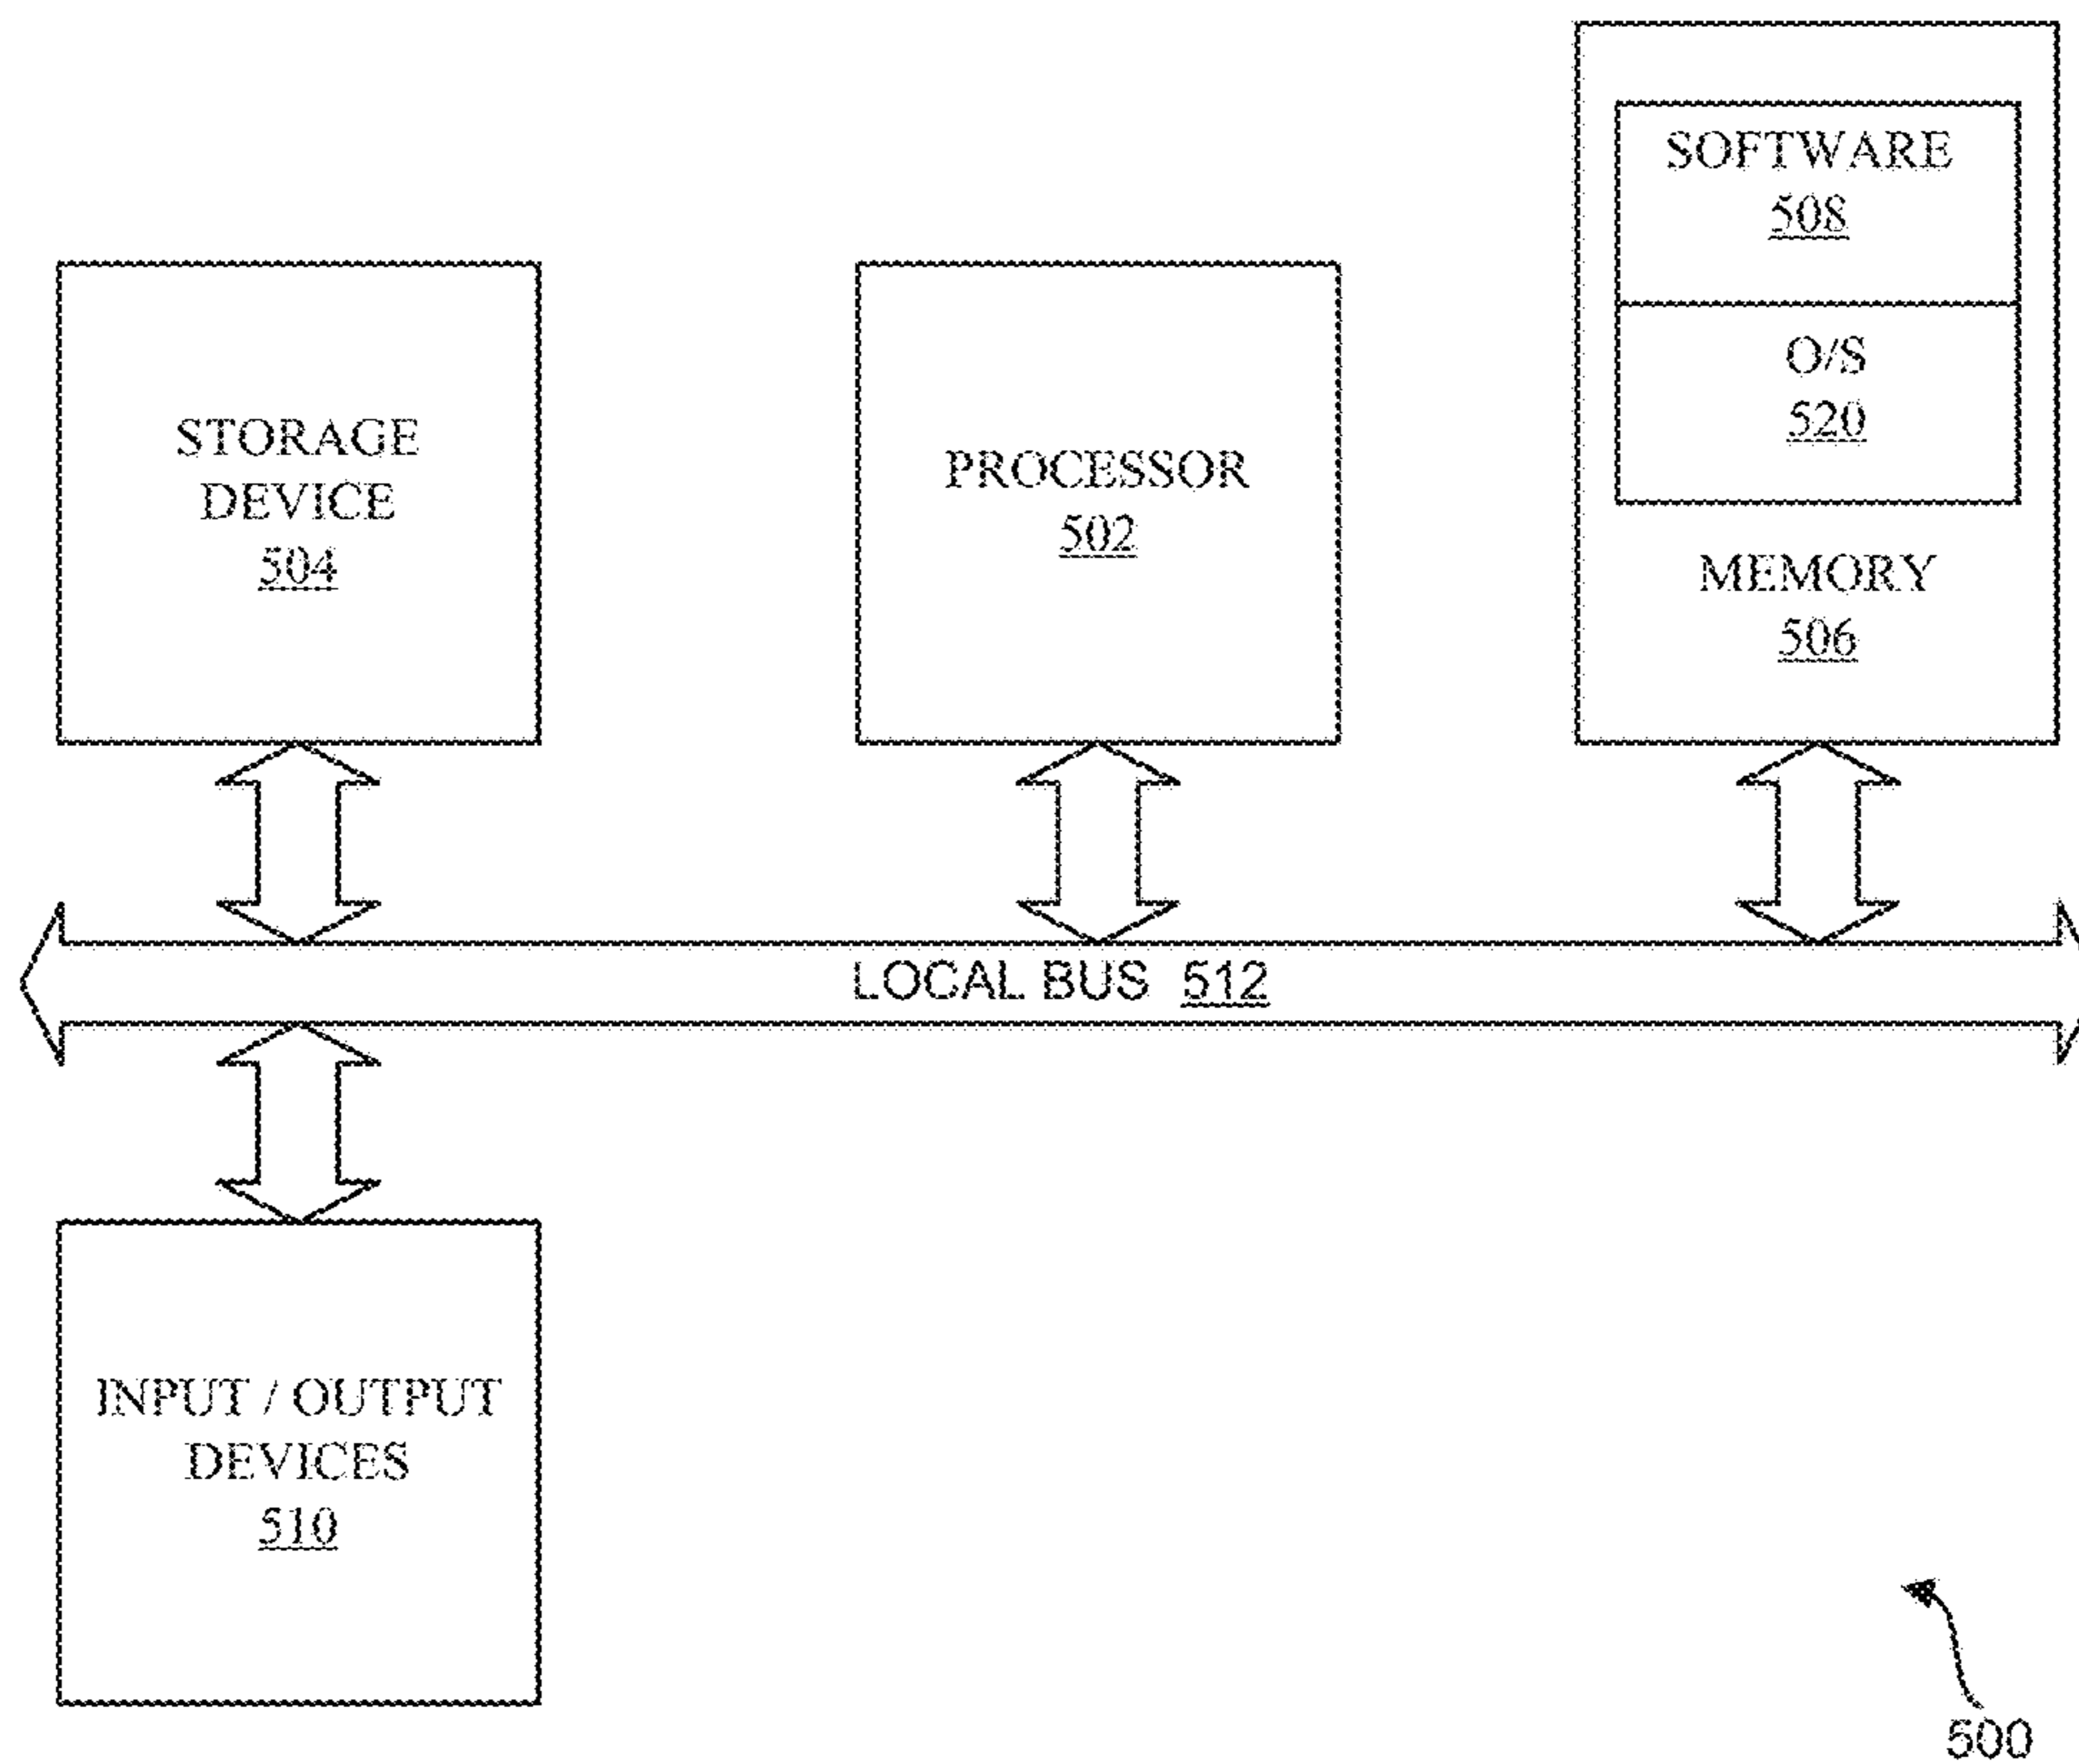 SOFTWARE
508
O/S
520
MEMORY
506
STORAGE
DEVICE
504
PROCESSOR
502
LOCAL BUS 512
INPUT / OUTPUT
DEVICES
510
500